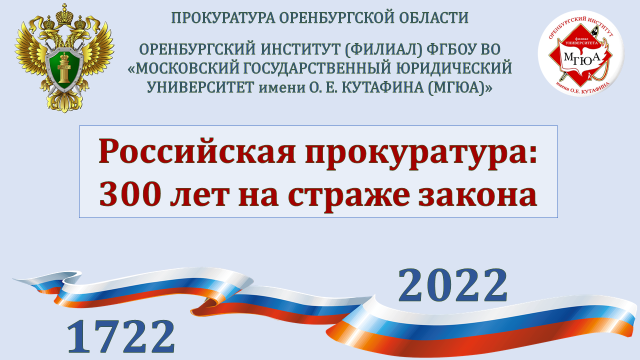 ПРОКУРАТУРА ОРЕНБУРГСКОЙ ОБЛАСТИ
ОРЕНБУРГСКИЙ ИНСТИТУТ (ФИЛИАЛ) ФГБОУ ВО
«МОСКОВСКИЙ ГОСУДАРСТВЕННЫЙ ЮРИДИЧЕСКИЙ
УНИВЕРСИТЕТ имени О. Е. КУТАФИНА (МГЮА)»
ОРЕНБУРГСКИЙ ИНСТИТУТ
филиал
УНИВЕРСИТЕТА
МГЮА
имени О.Е. КУТАФИНА
Российская прокуратура:
300 лет на страже закона
2022
1722